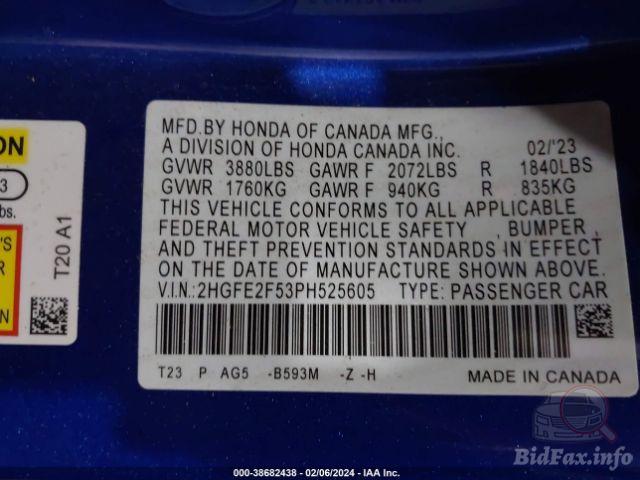 MFD.BY HONDA OF CANADA MFG.,
A DIVISION OF HONDA CANADA INC. 02/'23
GVWR 3880LBS GAWR F 2072LBS R 1840LBS
GVWR 1760KG GAWR F 940KG R 835KG
THIS VEHICLE CONFORMS TO ALL APPLICABLE
FEDERAL MOTOR VEHICLE SAFETY , BUMPER ,
AND THEFT PREVENTION STANDARDS IN EFFECT
ON THE DATE OF MANUFACTURE SHOWN ABOVE.
V.I.N.:2HGFE2F53PH525605 TYPE: PASSENGER CAR
T23 P AG5 -B593M -Z -H MADE IN CANADA
ON
3
bs.
'S
R
N
T20 A1
000-38682438 - 02/06/2024 - IAA Inc.
BidFax.info